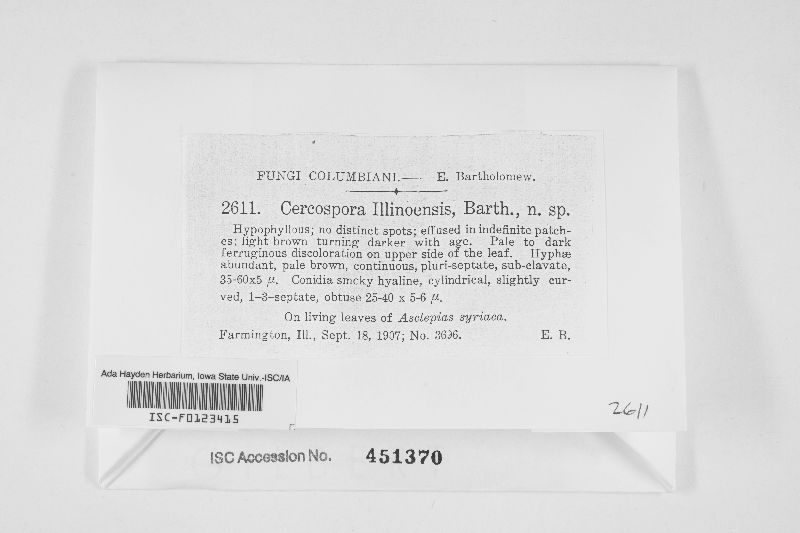 FUNGI COLUMBIANI.— E. Bartholomew.
2611. Cercospora Illinoensis, Barth., n. sp.
Hypophyllous; no distinct spots; effused in indefinite patch-
es; light brown turning darker with age. Pale to dark
ferruginous discoloration on upper side of the leaf. Hyphæ
abundant, pale brown, continuous, pluri-septate, sub-clavate,
35-60x5 μ. Conidia smoky hyaline, cylindrical, slightly cur-
ved, 1-3-septate, obtuse 25-40 x 5-6 μ.
On living leaves of Asclepias syriaca.
Farmington, Ill., Sept. 18, 1907; No. 3696. E. B.
Ada Hayden Herbarium, Iowa State Univ.-ISC/IA
ISC-F0123415
2611
ISC Accession No. 451370